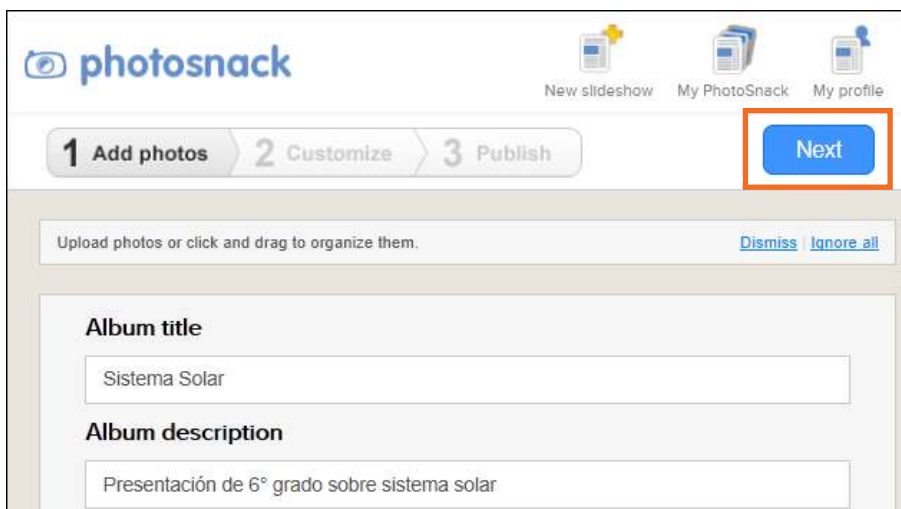 photosnack
New slideshow My PhotoSnack My profile
1 Add photos 2 Customize 3 Publish Next
Upload photos or click and drag to organize them. Dismiss Ignore all
Album title
Sistema Solar
Album description
Presentación de 6° grado sobre sistema solar